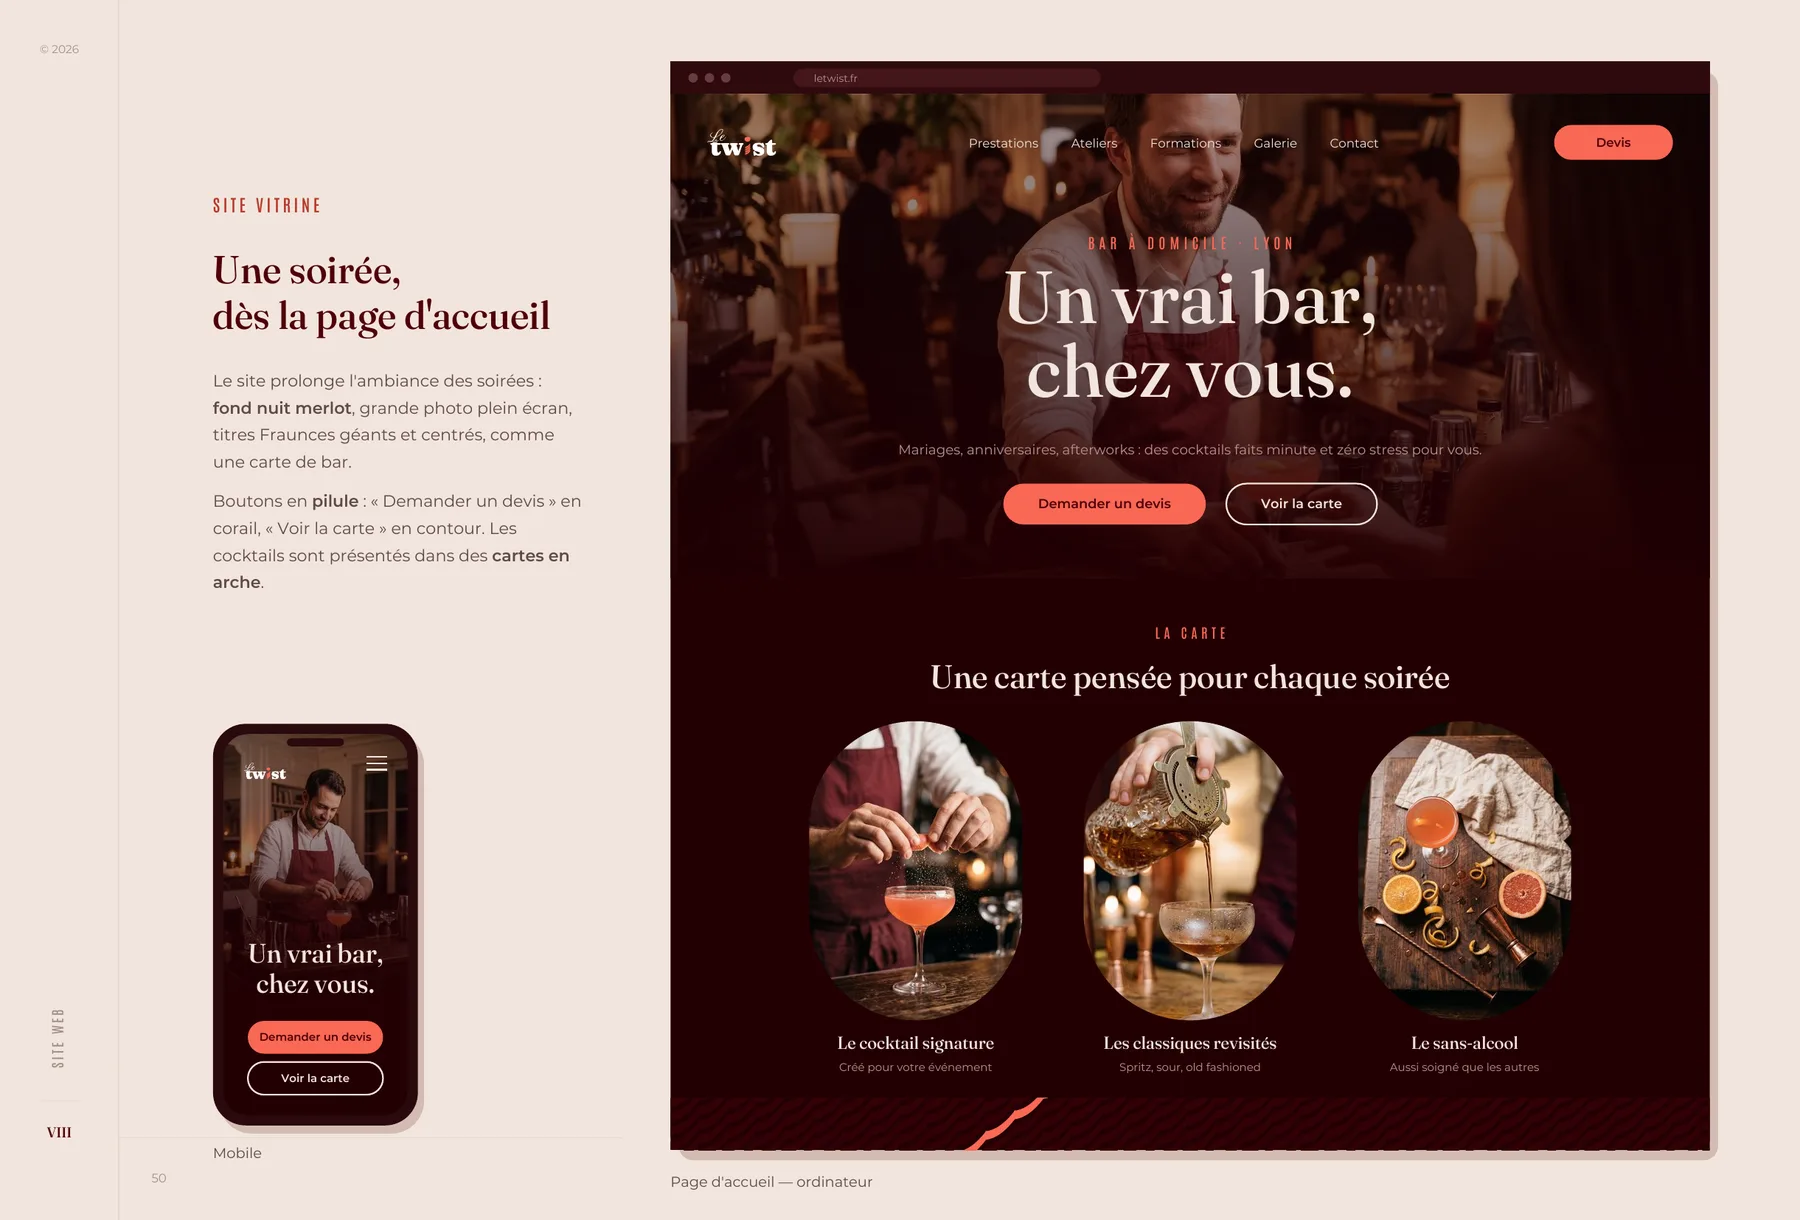 © 2026
SITE VITRINE
Une soirée,
dès la page d'accueil
Le site prolonge l'ambiance des soirées :
fond nuit merlot, grande photo plein écran,
titres Fraunces géants et centrés, comme
une carte de bar.
Boutons en pilule : « Demander un devis » en
corail, « Voir la carte » en contour. Les
cocktails sont présentés dans des cartes en
arche.
Le
twist
Un vrai bar,
chez vous.
Demander un devis
Voir la carte
Mobile
SITE WEB
VIII
50
letwist.fr
Le
twist
Prestations Ateliers Formations Galerie Contact
Devis
BAR À DOMICILE · LYON
Un vrai bar,
chez vous.
Mariages, anniversaires, afterworks : des cocktails faits minute et zéro stress pour vous.
Demander un devis
Voir la carte
LA CARTE
Une carte pensée pour chaque soirée
Le cocktail signature
Créé pour votre événement
Les classiques revisités
Spritz, sour, old fashioned
Le sans-alcool
Aussi soigné que les autres
Page d'accueil — ordinateur